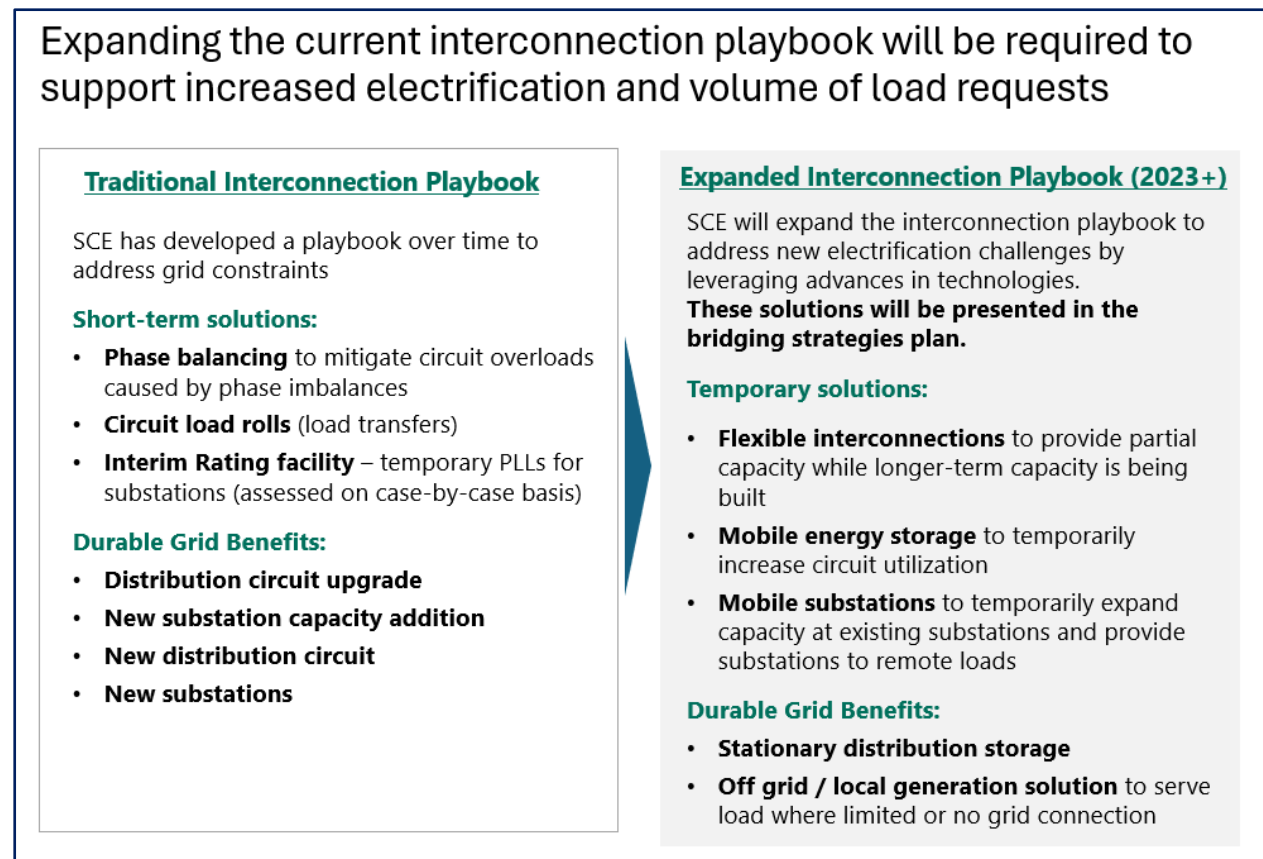 Expanding the current interconnection playbook will be required to
support increased electrification and volume of load requests
Traditional Interconnection Playbook
SCE has developed a playbook over time to
address grid constraints
Short-term solutions:
• Phase balancing to mitigate circuit overloads
caused by phase imbalances
• Circuit load rolls (load transfers)
• Interim Rating facility – temporary PLLs for
substations (assessed on case-by-case basis)
Durable Grid Benefits:
• Distribution circuit upgrade
• New substation capacity addition
• New distribution circuit
• New substations
Expanded Interconnection Playbook (2023+)
SCE will expand the interconnection playbook to
address new electrification challenges by
leveraging advances in technologies.
These solutions will be presented in the
bridging strategies plan.
Temporary solutions:
• Flexible interconnections to provide partial
capacity while longer-term capacity is being
built
• Mobile energy storage to temporarily
increase circuit utilization
• Mobile substations to temporarily expand
capacity at existing substations and provide
substations to remote loads
Durable Grid Benefits:
• Stationary distribution storage
• Off grid / local generation solution to serve
load where limited or no grid connection